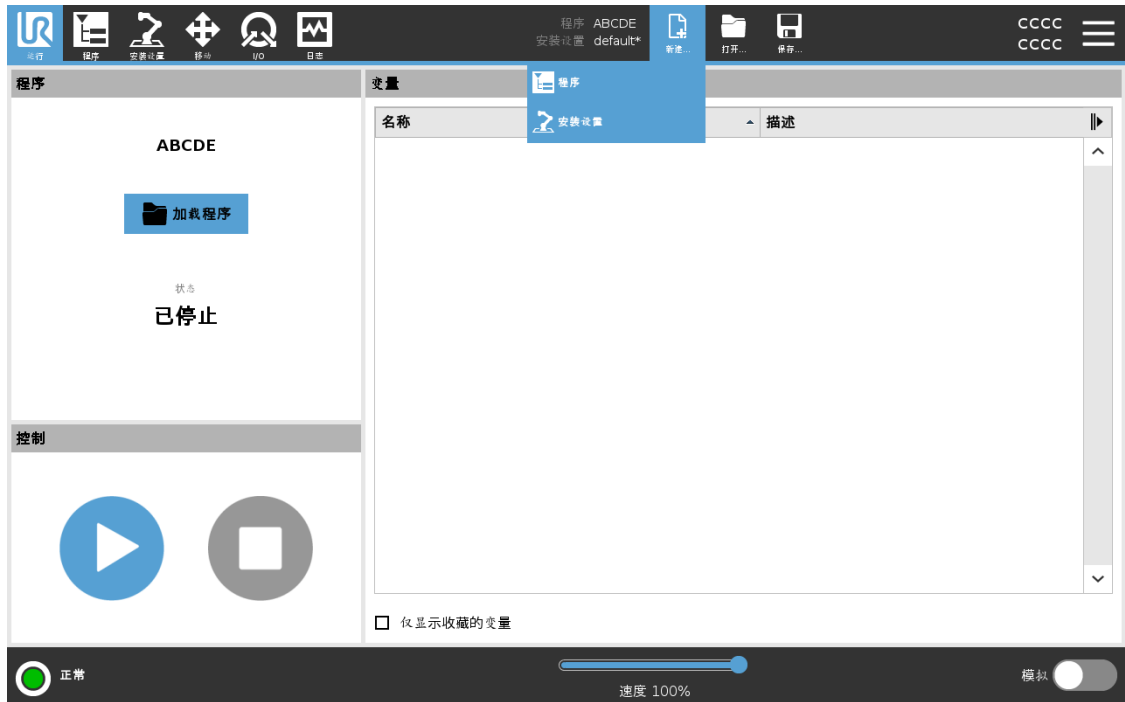 运行 程序 安装设置 移动 I/O 日志
程序 ABCDE
安装设置 default*
新建... 打开... 保存...
CCCC
CCCC
程序
安装设置
程序
ABCDE
加载程序
状态
已停止
控制
变量
名称 描述
仅显示收藏的变量
正常
速度 100%
模拟